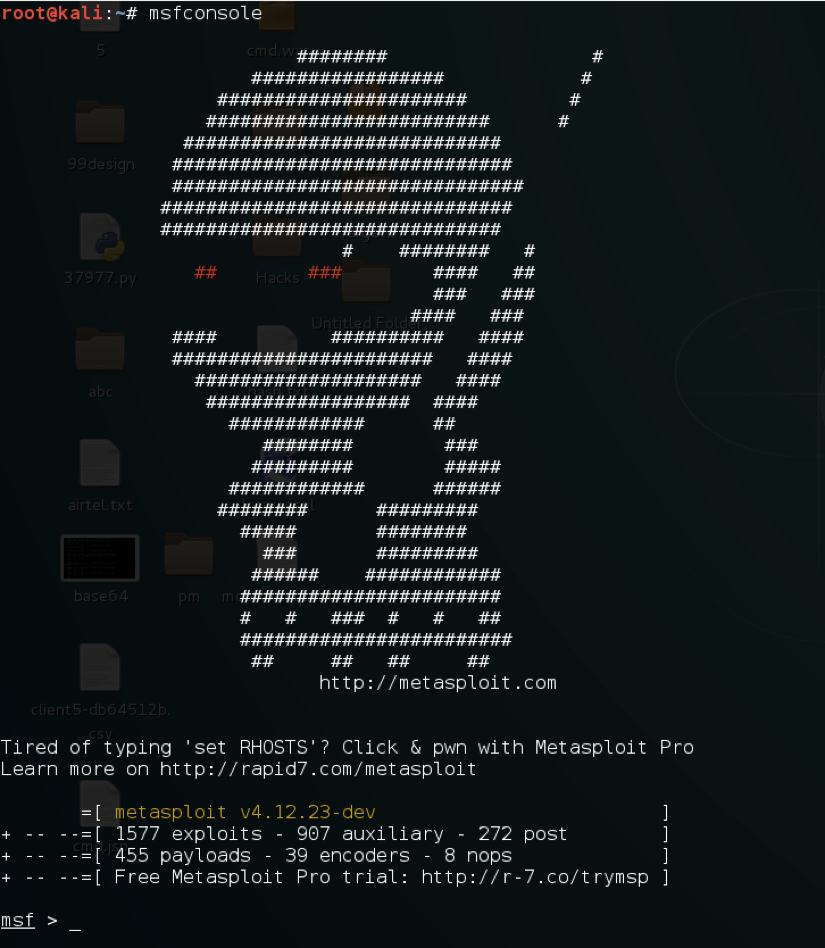 root@kali:~# msfconsole
5
cmd.w
                          ########                  #
                      #################            #
                   ######################         #
                  #########################      #
                ############################
               ##############################
               ###############################
              ###############################
              ##############################
                              #    ########   #
                 ##        ###        ####   ##
                                      ###   ###
                                    ####   ###
               ####          ##########   ####
               #######################   ####
                 ####################   ####
                  ##################  ####
                    ############      ##
                       ########        ###
                      #########        #####
                    ############      ######
                   ########      #########
                     #####       ########
                       ###       #########
                      ######    ############
                     #######################
                     #   #   ###  #   #   ##
                     ########################
                      ##     ##   ##     ##
                            http://metasploit.com
99design
37977.py
Hacks
Untitled Folder
abc
bash.txt
airtel.txt
base64
pm
client5-db64512b.
csv
Tired of typing 'set RHOSTS'? Click & pwn with Metasploit Pro
Learn more on http://rapid7.com/metasploit
       =[ metasploit v4.12.23-dev                         ]
+ -- --=[ 1577 exploits - 907 auxiliary - 272 post        ]
+ -- --=[ 455 payloads - 39 encoders - 8 nops             ]
+ -- --=[ Free Metasploit Pro trial: http://r-7.co/trymsp ]
msf > _